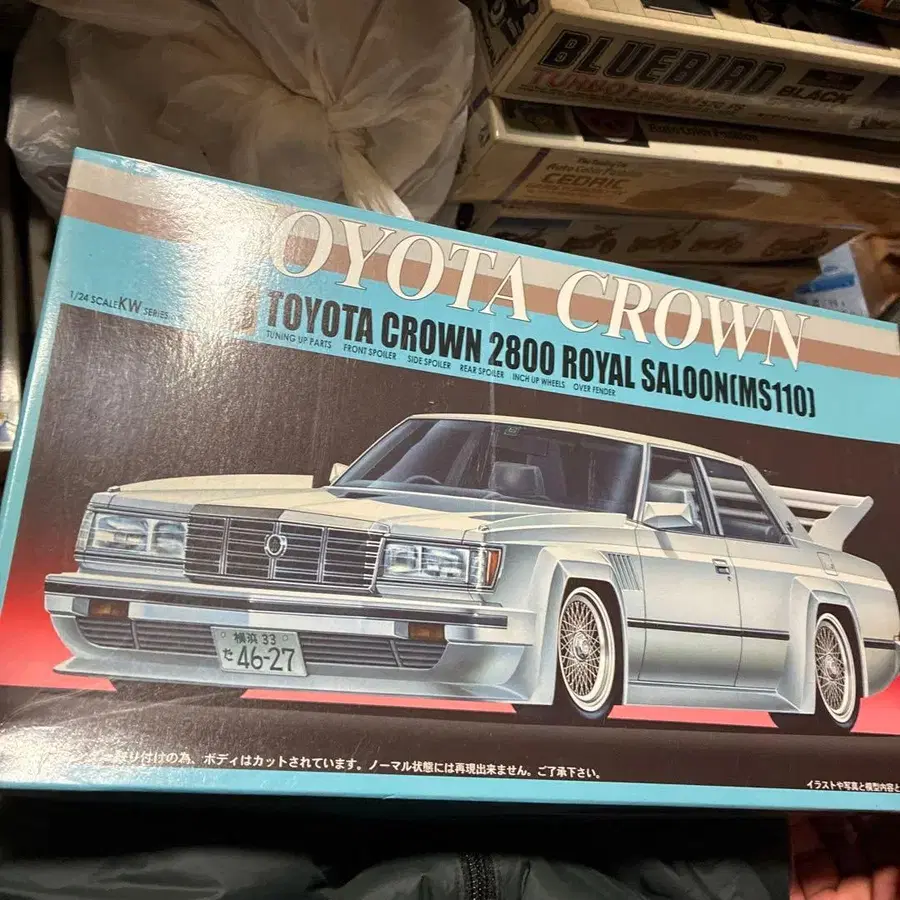 BLUEBIRD
TURBO
BLACK
Auto Color Fashion
CEDRIC
OYOTA CROWN
1/24 SCALE KW SERIES
TOYOTA CROWN 2800 ROYAL SALOON(MS110)
TUNING UP PARTS FRONT SPOILER SIDE SPOILER REAR SPOILER INCH UP WHEELS OVER FENDER
横浜 33
せ 46-27
り付けの為、ボディはカットされています。ノーマル状態には再現出来ません。ご了承下さい。
イラストや写真と模型内容と